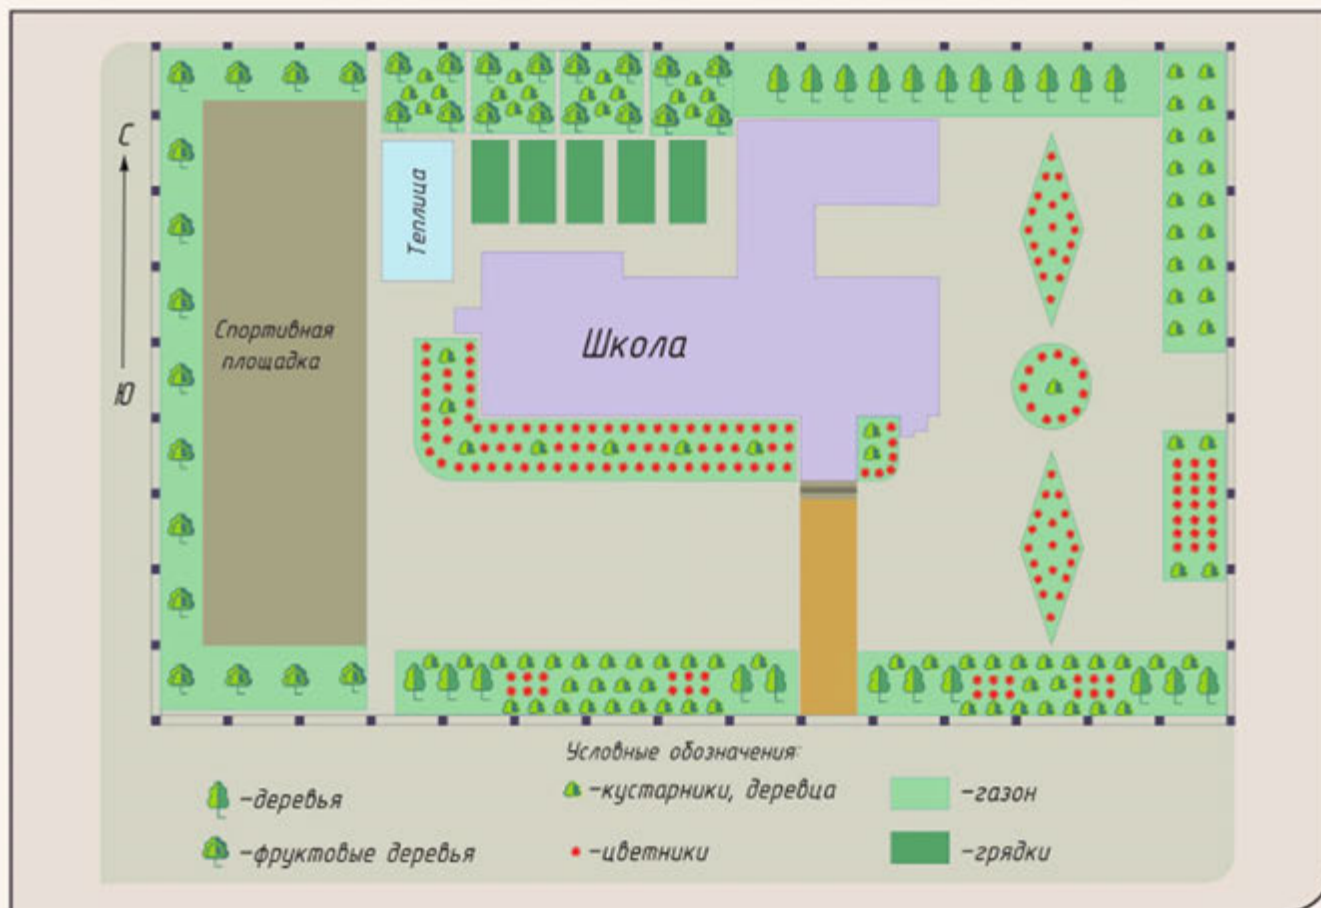 С
Ю
Теплица
Спортивная
площадка
Школа
Условные обозначения:
-деревья
-кустарники, деревца
-газон
-фруктовые деревья
-цветники
-грядки